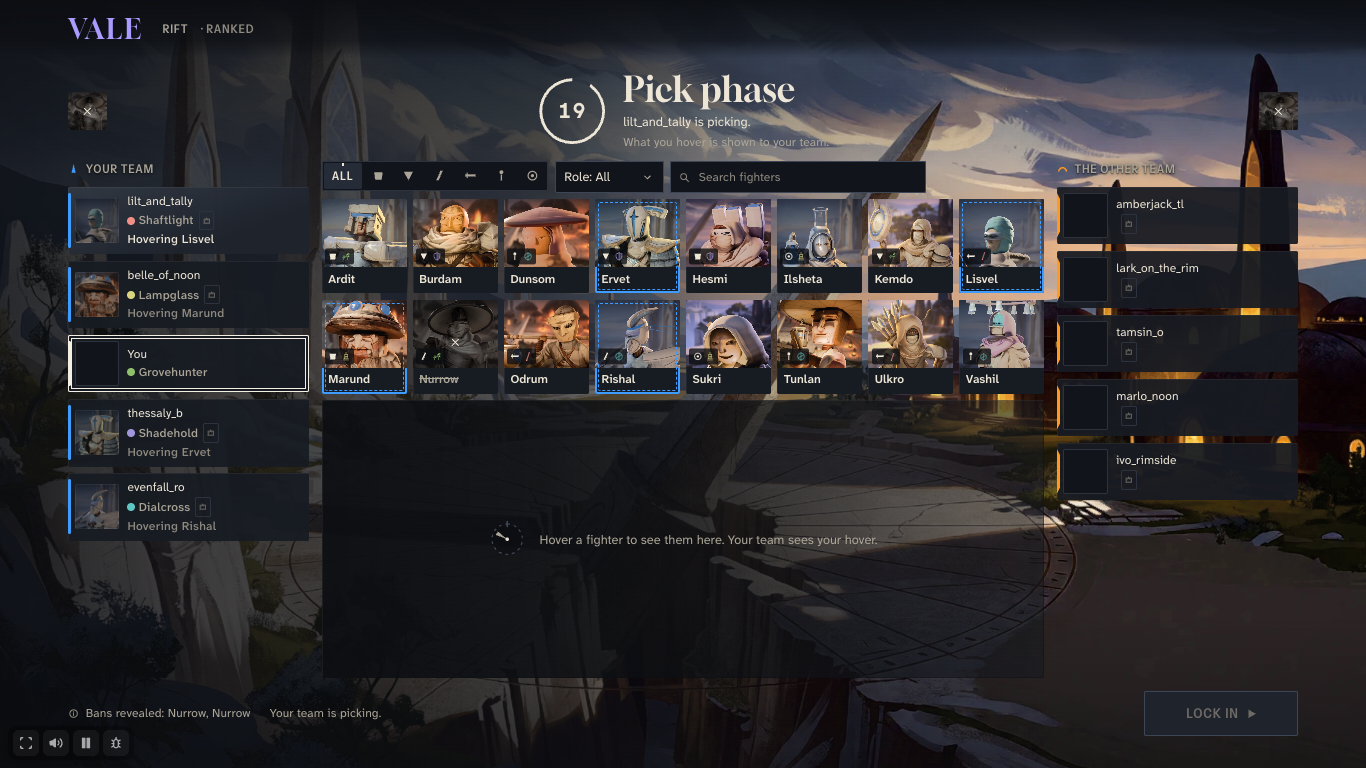 VALE RIFT · RANKED
19
Pick phase
lilt_and_tally is picking.
What you hover is shown to your team.
YOUR TEAM
lilt_and_tally
Shaftlight
Hovering Lisvel
belle_of_noon
Lampglass
Hovering Marund
You
Grovehunter
thessaly_b
Shadehold
Hovering Ervet
evenfall_ro
Dialcross
Hovering Rishal
ALL
Role: All
Search fighters
Ardit
Burdam
Dunsom
Ervet
Hesmi
Ilsheta
Kemdo
Lisvel
Marund
Nurrow
Odrum
Rishal
Sukri
Tunlan
Ulkro
Vashil
Hover a fighter to see them here. Your team sees your hover.
THE OTHER TEAM
amberjack_tl
lark_on_the_rim
tamsin_o
marlo_noon
ivo_rimside
Bans revealed: Nurrow, Nurrow
Your team is picking.
LOCK IN